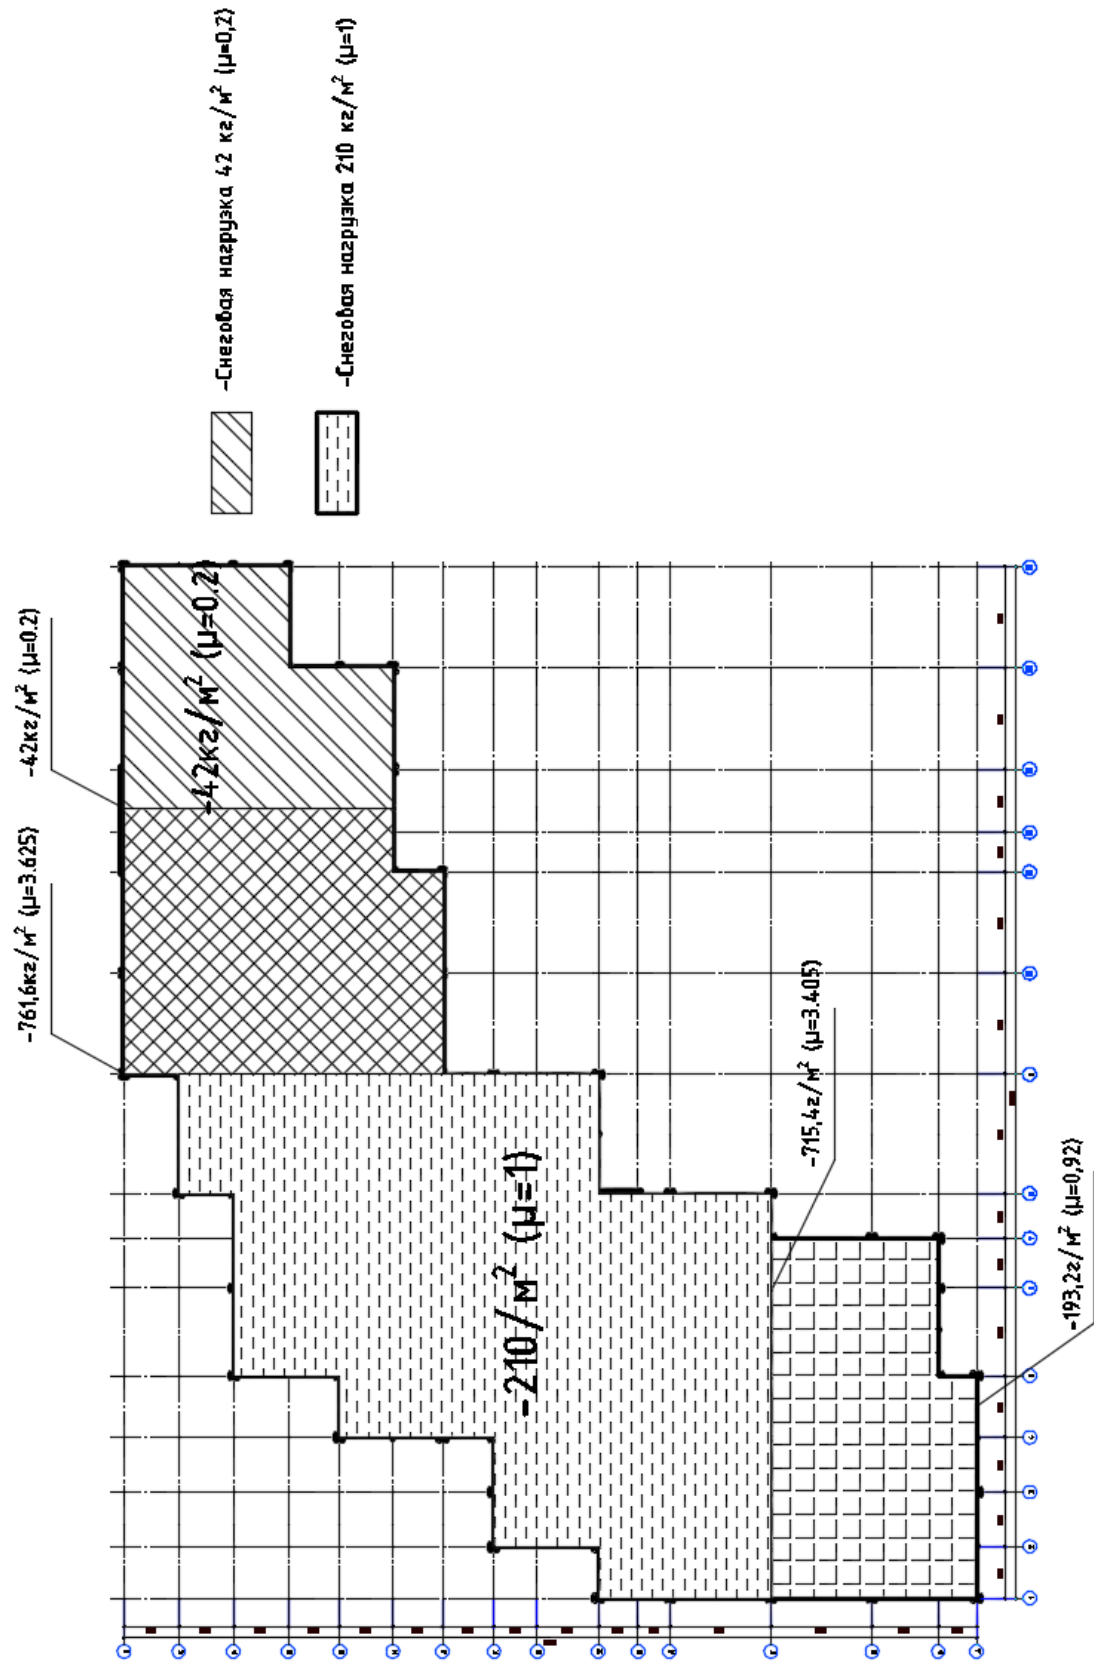 -Снеговая нагрузка 42 кг/м² (μ=0,2)
-Снеговая нагрузка 210 кг/м² (μ=1)
-761,6кг/м² (μ=3.625)
-42кг/м² (μ=0.2)
-42кг/м² (μ=0.2)
-210/м² (μ=1)
-715,4г/м² (μ=3.405)
-193,2г/м² (μ=0,92)